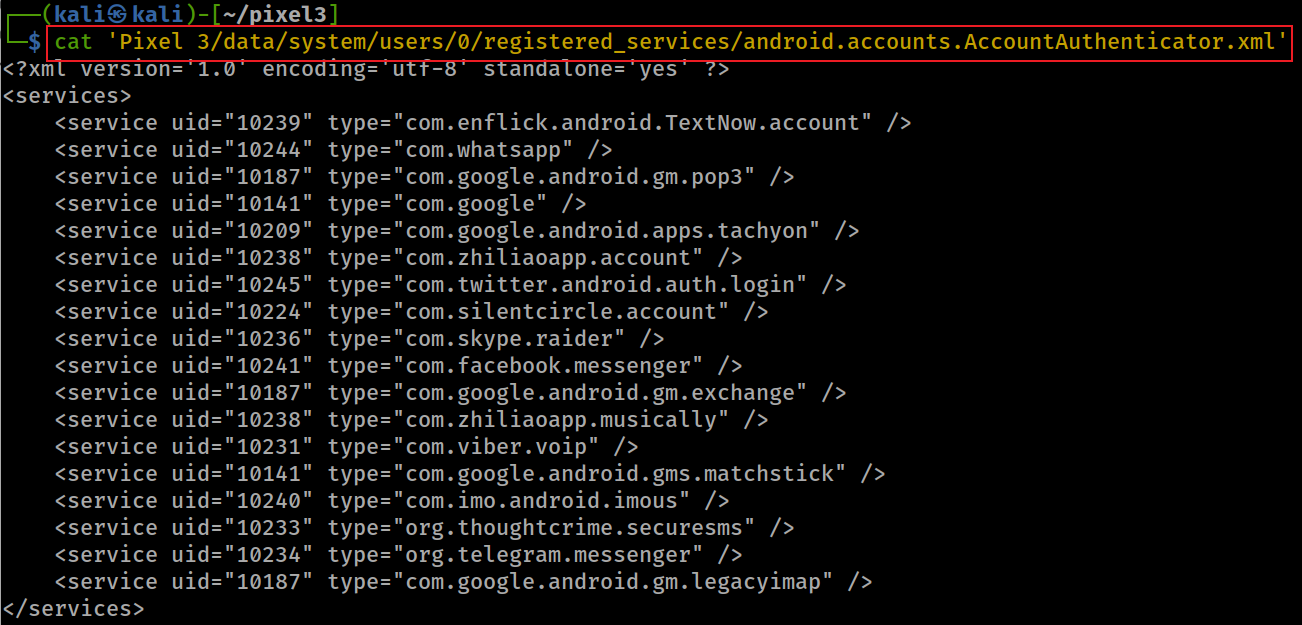 ┌──(kali㉿kali)-[~/pixel3]
└─$ cat 'Pixel 3/data/system/users/0/registered_services/android.accounts.AccountAuthenticator.xml'
<?xml version='1.0' encoding='utf-8' standalone='yes' ?>
<services>
    <service uid="10239" type="com.enflick.android.TextNow.account" />
    <service uid="10244" type="com.whatsapp" />
    <service uid="10187" type="com.google.android.gm.pop3" />
    <service uid="10141" type="com.google" />
    <service uid="10209" type="com.google.android.apps.tachyon" />
    <service uid="10238" type="com.zhiliaoapp.account" />
    <service uid="10245" type="com.twitter.android.auth.login" />
    <service uid="10224" type="com.silentcircle.account" />
    <service uid="10236" type="com.skype.raider" />
    <service uid="10241" type="com.facebook.messenger" />
    <service uid="10187" type="com.google.android.gm.exchange" />
    <service uid="10238" type="com.zhiliaoapp.musically" />
    <service uid="10231" type="com.viber.voip" />
    <service uid="10141" type="com.google.android.gms.matchstick" />
    <service uid="10240" type="com.imo.android.imous" />
    <service uid="10233" type="org.thoughtcrime.securesms" />
    <service uid="10234" type="org.telegram.messenger" />
    <service uid="10187" type="com.google.android.gm.legacyimap" />
</services>